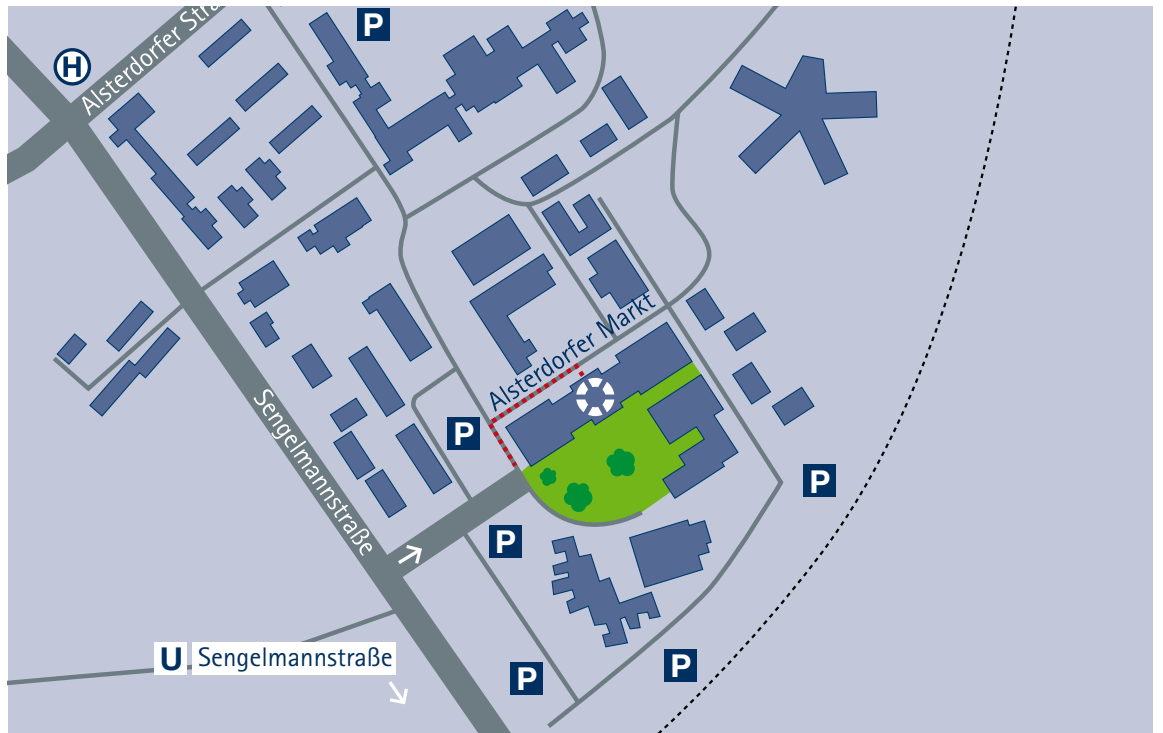 P
H
Alsterdorfer Stra
Alsterdorfer Markt
P
Sengelmannstraße
P
P
U Sengelmannstraße
P
P